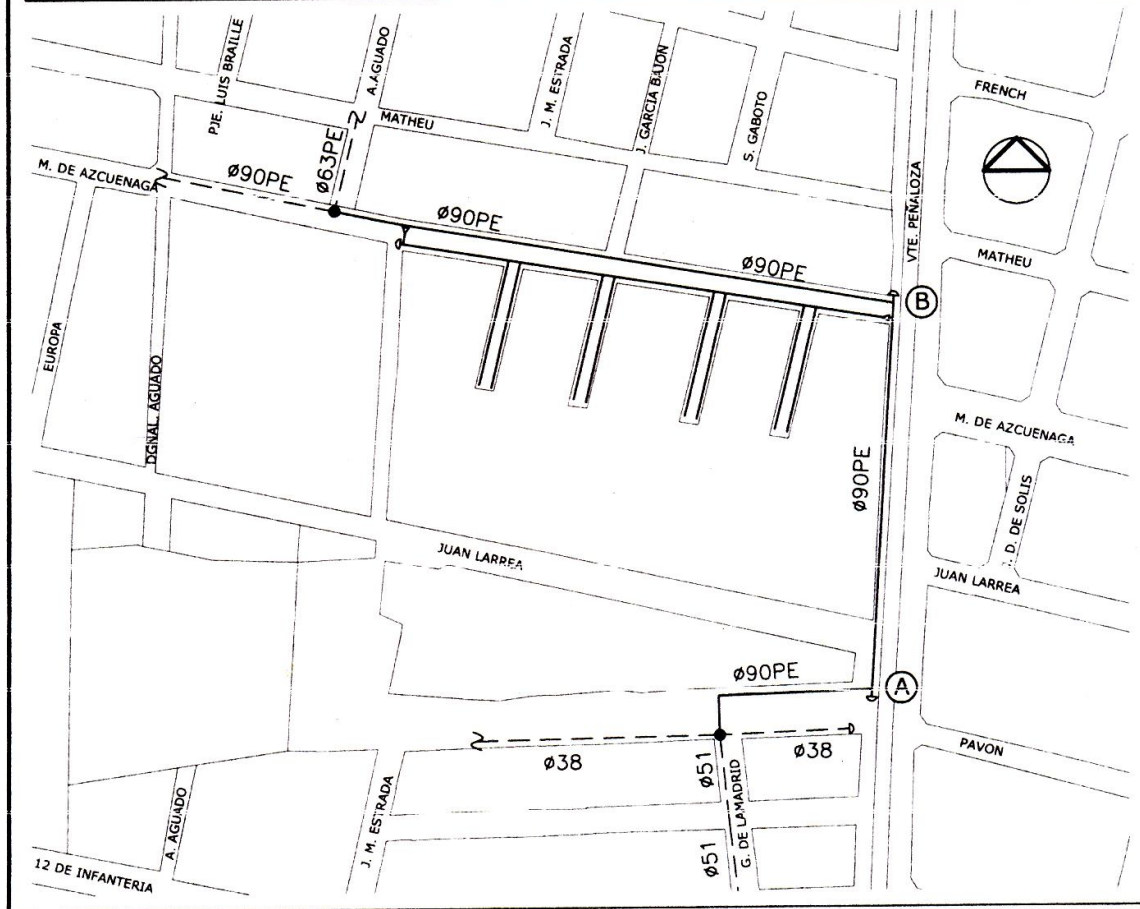 PJE. LUIS BRAILLE
A.AGUADO
J. M. ESTRADA
J. GARCIA BAJON
S. GABOTO
FRENCH
MATHEU
M. DE AZCUENAGA
Ø90PE
Ø63PE
Ø90PE
Ø90PE
VTE. PEÑALOZA
MATHEU
B
EUROPA
DGNAL. AGUADO
Ø90PE
M. DE AZCUENAGA
D. DE SOLIS
JUAN LARREA
JUAN LARREA
Ø90PE
A
Ø38
Ø51
Ø38
PAVON
A. AGUADO
J. M. ESTRADA
G. DE LAMADRID
Ø51
12 DE INFANTERIA